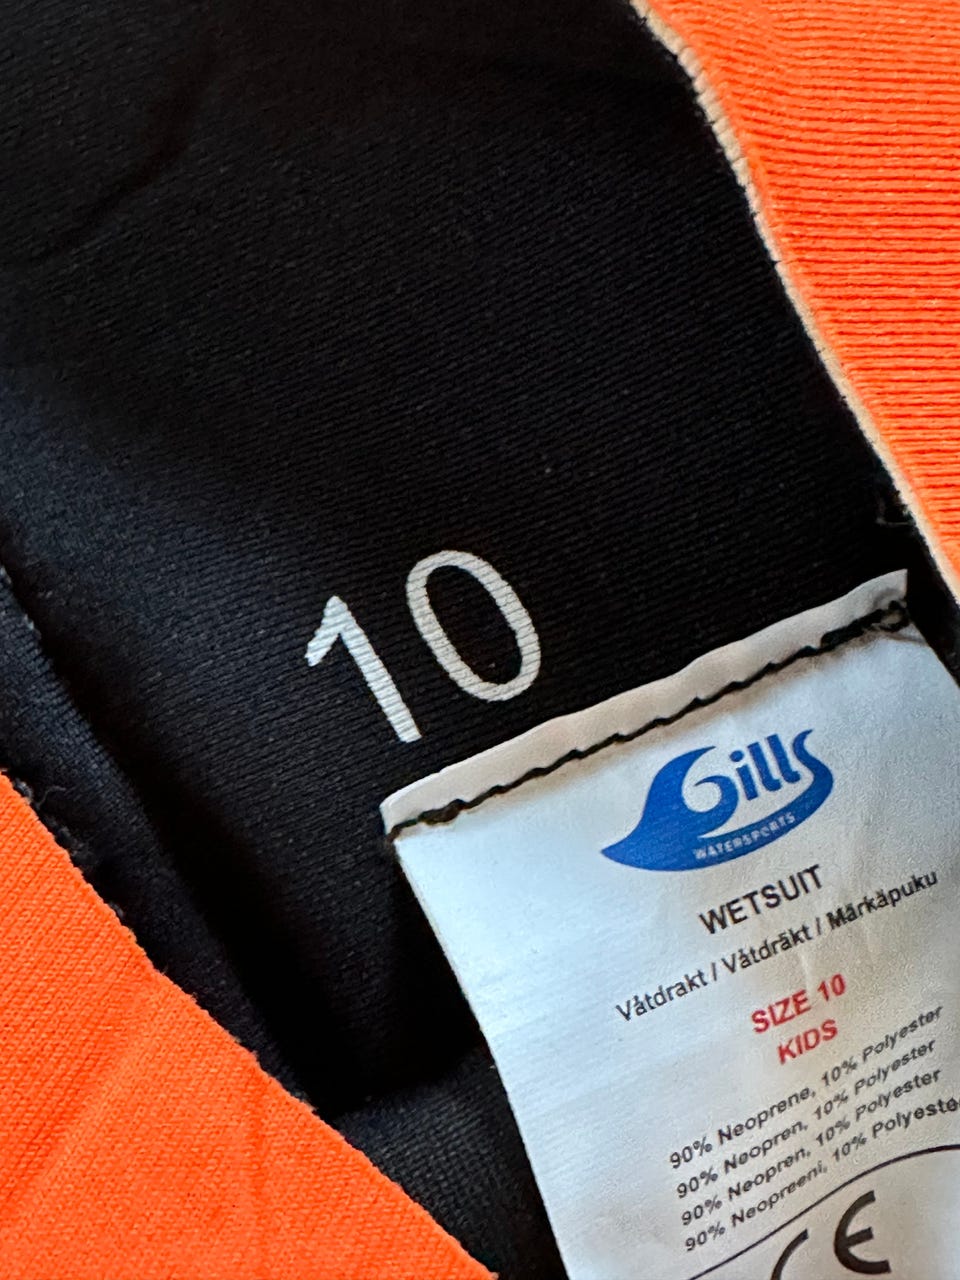 10
Gills
WATERSPORTS
WETSUIT
Våtdrakt / Våtdräkt / Märkäpuku
SIZE 10
KIDS
90% Neoprene, 10% Polyester
90% Neopren, 10% Polyester
90% Neopren, 10% Polyester
90% Neopreeni, 10% Polyester
CE